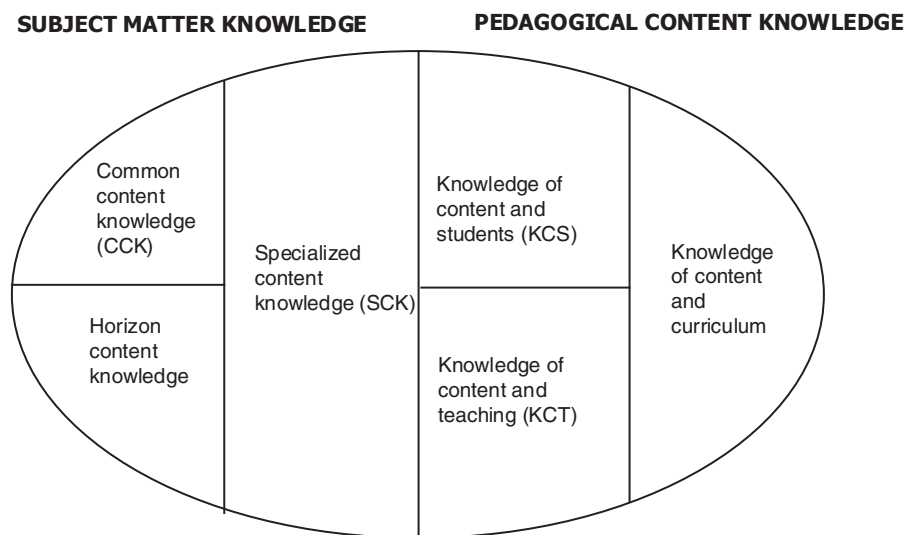 SUBJECT MATTER KNOWLEDGE
PEDAGOGICAL CONTENT KNOWLEDGE
Common
content
knowledge
(CCK)
Horizon
content
knowledge
Specialized
content
knowledge (SCK)
Knowledge of
content and
students (KCS)
Knowledge of
content and
teaching (KCT)
Knowledge
of content
and
curriculum